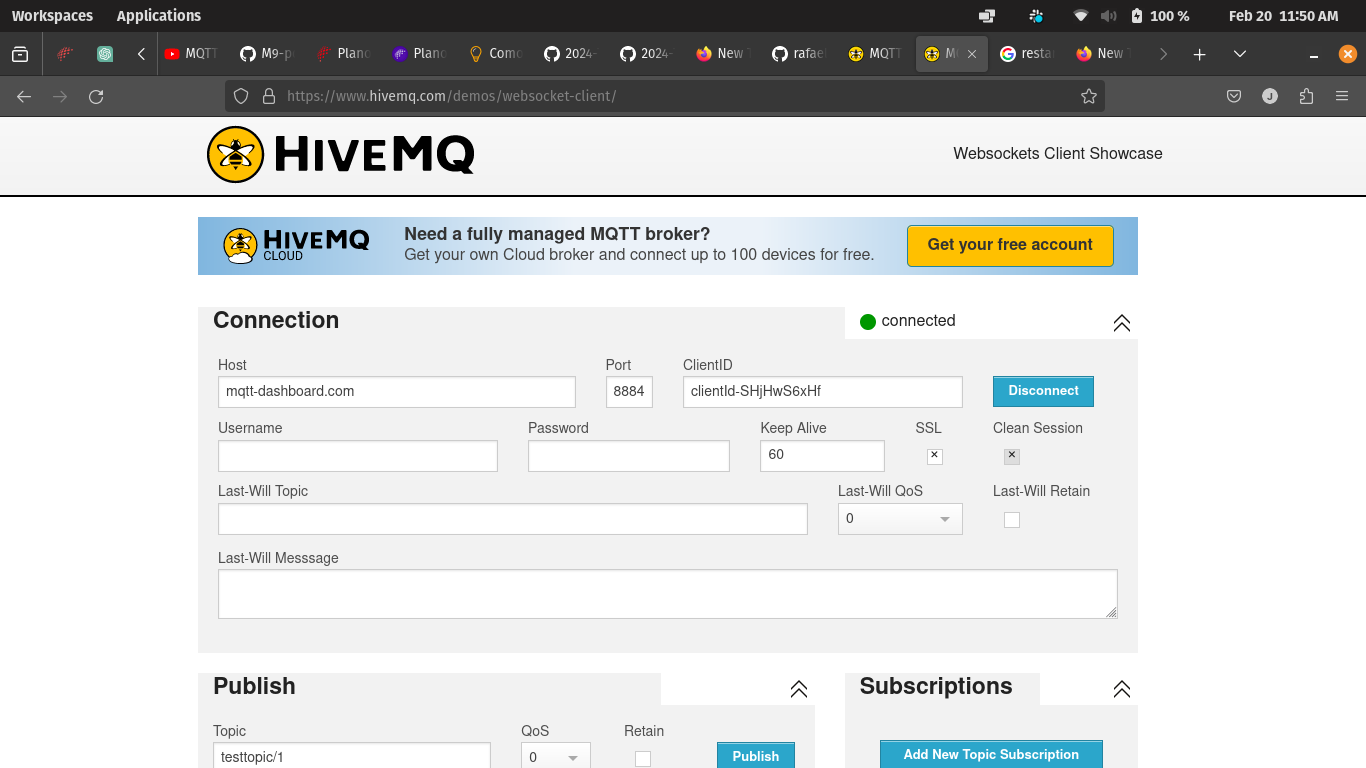 Workspaces Applications 100 % Feb 20 11:50 AM
MQTT M9-p Plano Plano Como 2024- 2024- New T rafael MQTT M resta New T
https://www.hivemq.com/demos/websocket-client/ J
HIVEMQ Websockets Client Showcase
HIVEMQ CLOUD Need a fully managed MQTT broker? Get your free account
Get your own Cloud broker and connect up to 100 devices for free.
Connection connected
Host Port ClientID
mqtt-dashboard.com 8884 clientId-SHjHwS6xHf Disconnect
Username Password Keep Alive SSL Clean Session
60
Last-Will Topic Last-Will QoS Last-Will Retain
0
Last-Will Messsage
Publish Subscriptions
Topic QoS Retain
testtopic/1 0 Publish Add New Topic Subscription